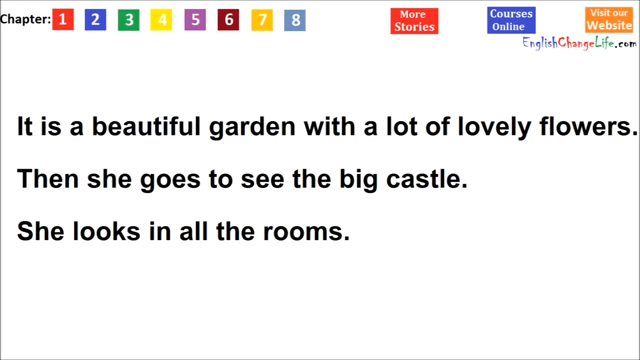 Chapter: 1 2 3 4 5 6 7 8 More Stories Courses Online Visit our Website
EnglishChangeLife.com
It is a beautiful garden with a lot of lovely flowers.
Then she goes to see the big castle.
She looks in all the rooms.